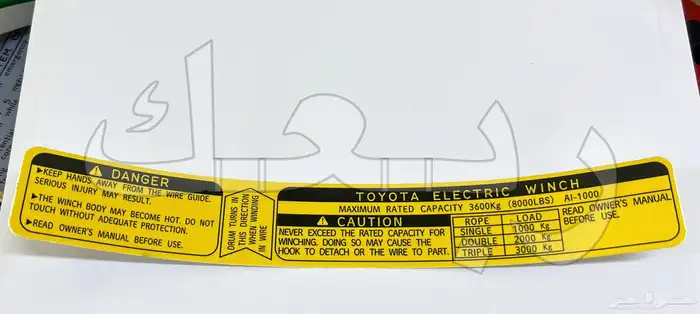 DANGER
▸KEEP HANDS AWAY FROM THE WIRE GUIDE.
SERIOUS INJURY MAY RESULT.
▸THE WINCH BODY MAY BECOME HOT. DO NOT
TOUCH WITHOUT ADEQUATE PROTECTION.
▸READ OWNER'S MANUAL BEFORE USE.
DRUM TURNS IN
THIS DIRECTION
WHEN WINDING
IN WIRE
TOYOTA ELECTRIC WINCH
MAXIMUM RATED CAPACITY 3600Kg (8000LBS) AI-1000
CAUTION
NEVER EXCEED THE RATED CAPACITY FOR
WINCHING. DOING SO MAY CAUSE THE
HOOK TO DETACH OR THE WIRE TO PART.
ROPE LOAD
SINGLE 1000 Kg
DOUBLE 2000 Kg
TRIPLE 3000 Kg
READ OWNER'S MANUAL
BEFORE USE.
ربعك
حراج